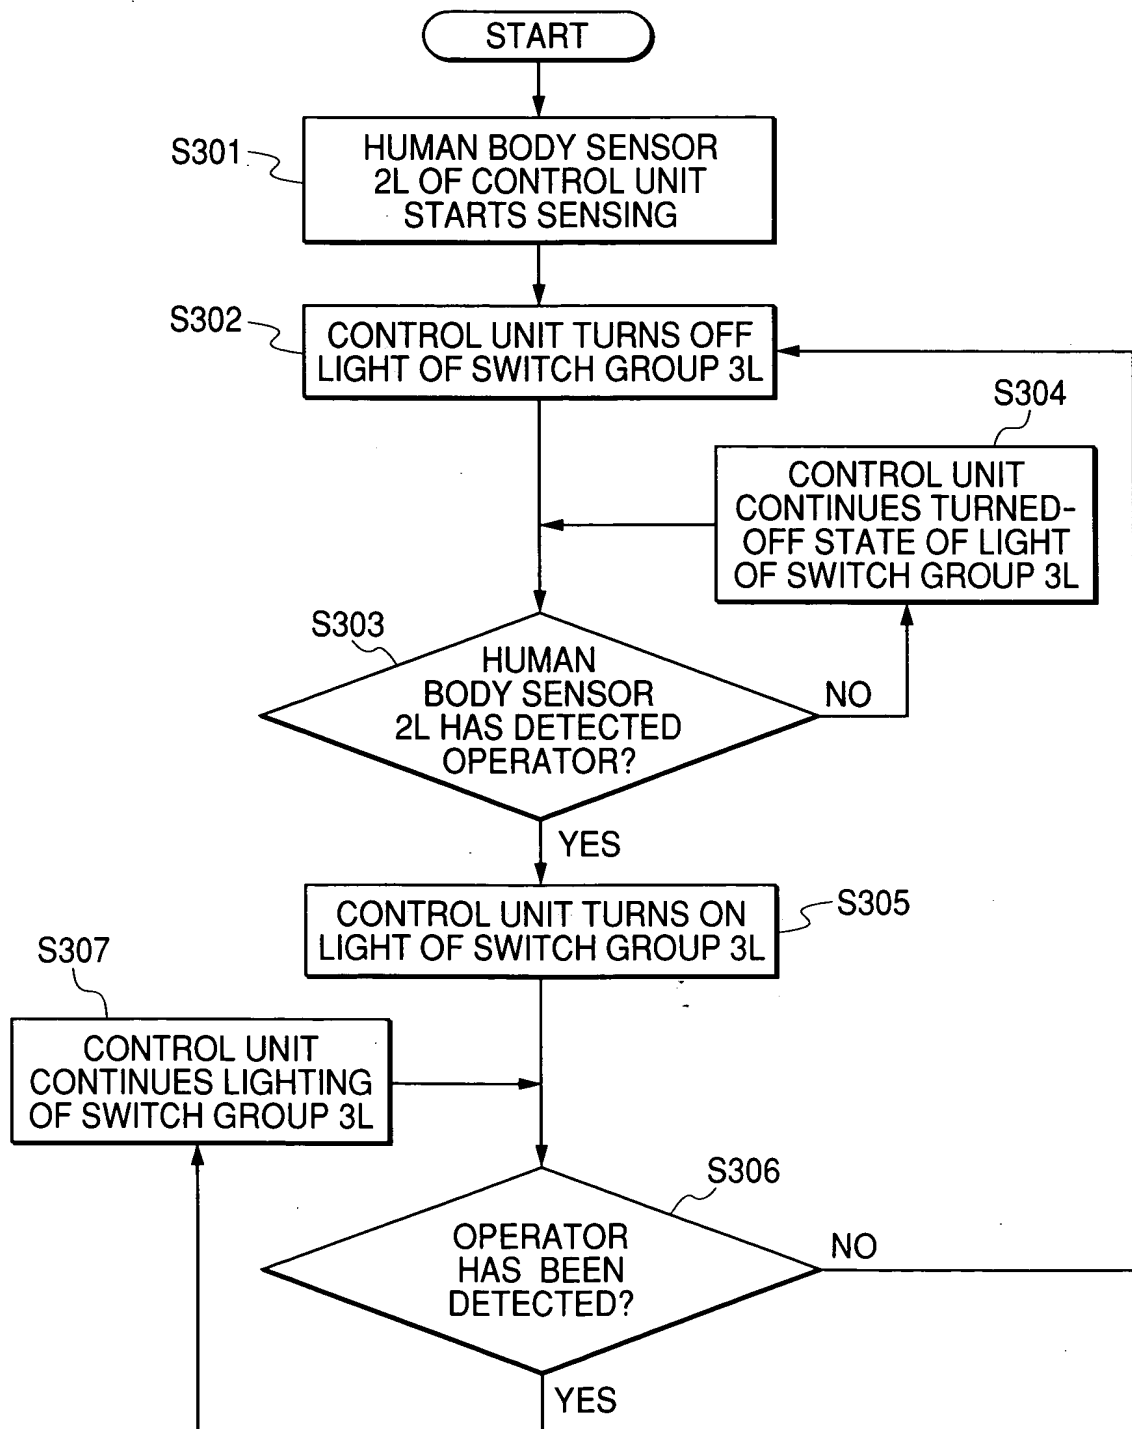 START
S301
HUMAN BODY SENSOR
2L OF CONTROL UNIT
STARTS SENSING
S302
CONTROL UNIT TURNS OFF
LIGHT OF SWITCH GROUP 3L
S304
CONTROL UNIT
CONTINUES TURNED-
OFF STATE OF LIGHT
OF SWITCH GROUP 3L
S303
HUMAN
BODY SENSOR
2L HAS DETECTED
OPERATOR?
NO
YES
CONTROL UNIT TURNS ON
LIGHT OF SWITCH GROUP 3L
S305
S307
CONTROL UNIT
CONTINUES LIGHTING
OF SWITCH GROUP 3L
S306
OPERATOR
HAS BEEN
DETECTED?
NO
YES